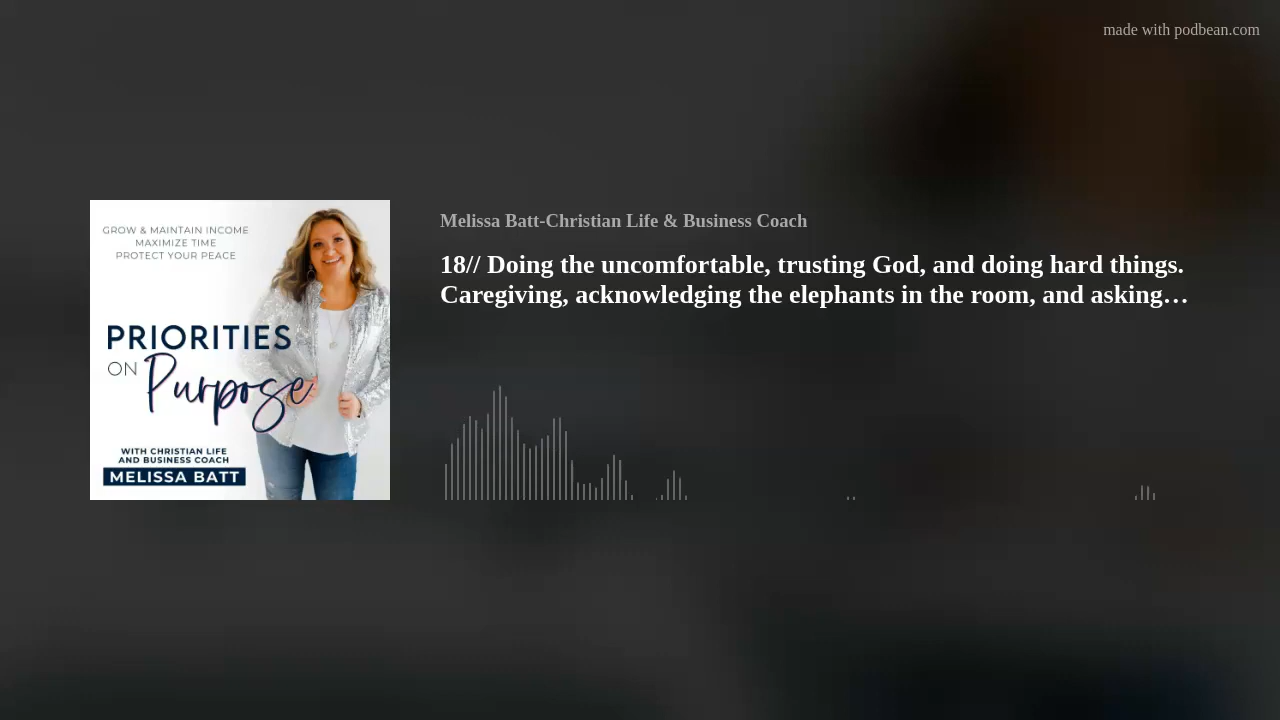 made with podbean.com
GROW & MAINTAIN INCOME
MAXIMIZE TIME
PROTECT YOUR PEACE
PRIORITIES
ON Purpose
WITH CHRISTIAN LIFE
AND BUSINESS COACH
MELISSA BATT
Melissa Batt-Christian Life & Business Coach
18// Doing the uncomfortable, trusting God, and doing hard things.
Caregiving, acknowledging the elephants in the room, and asking…